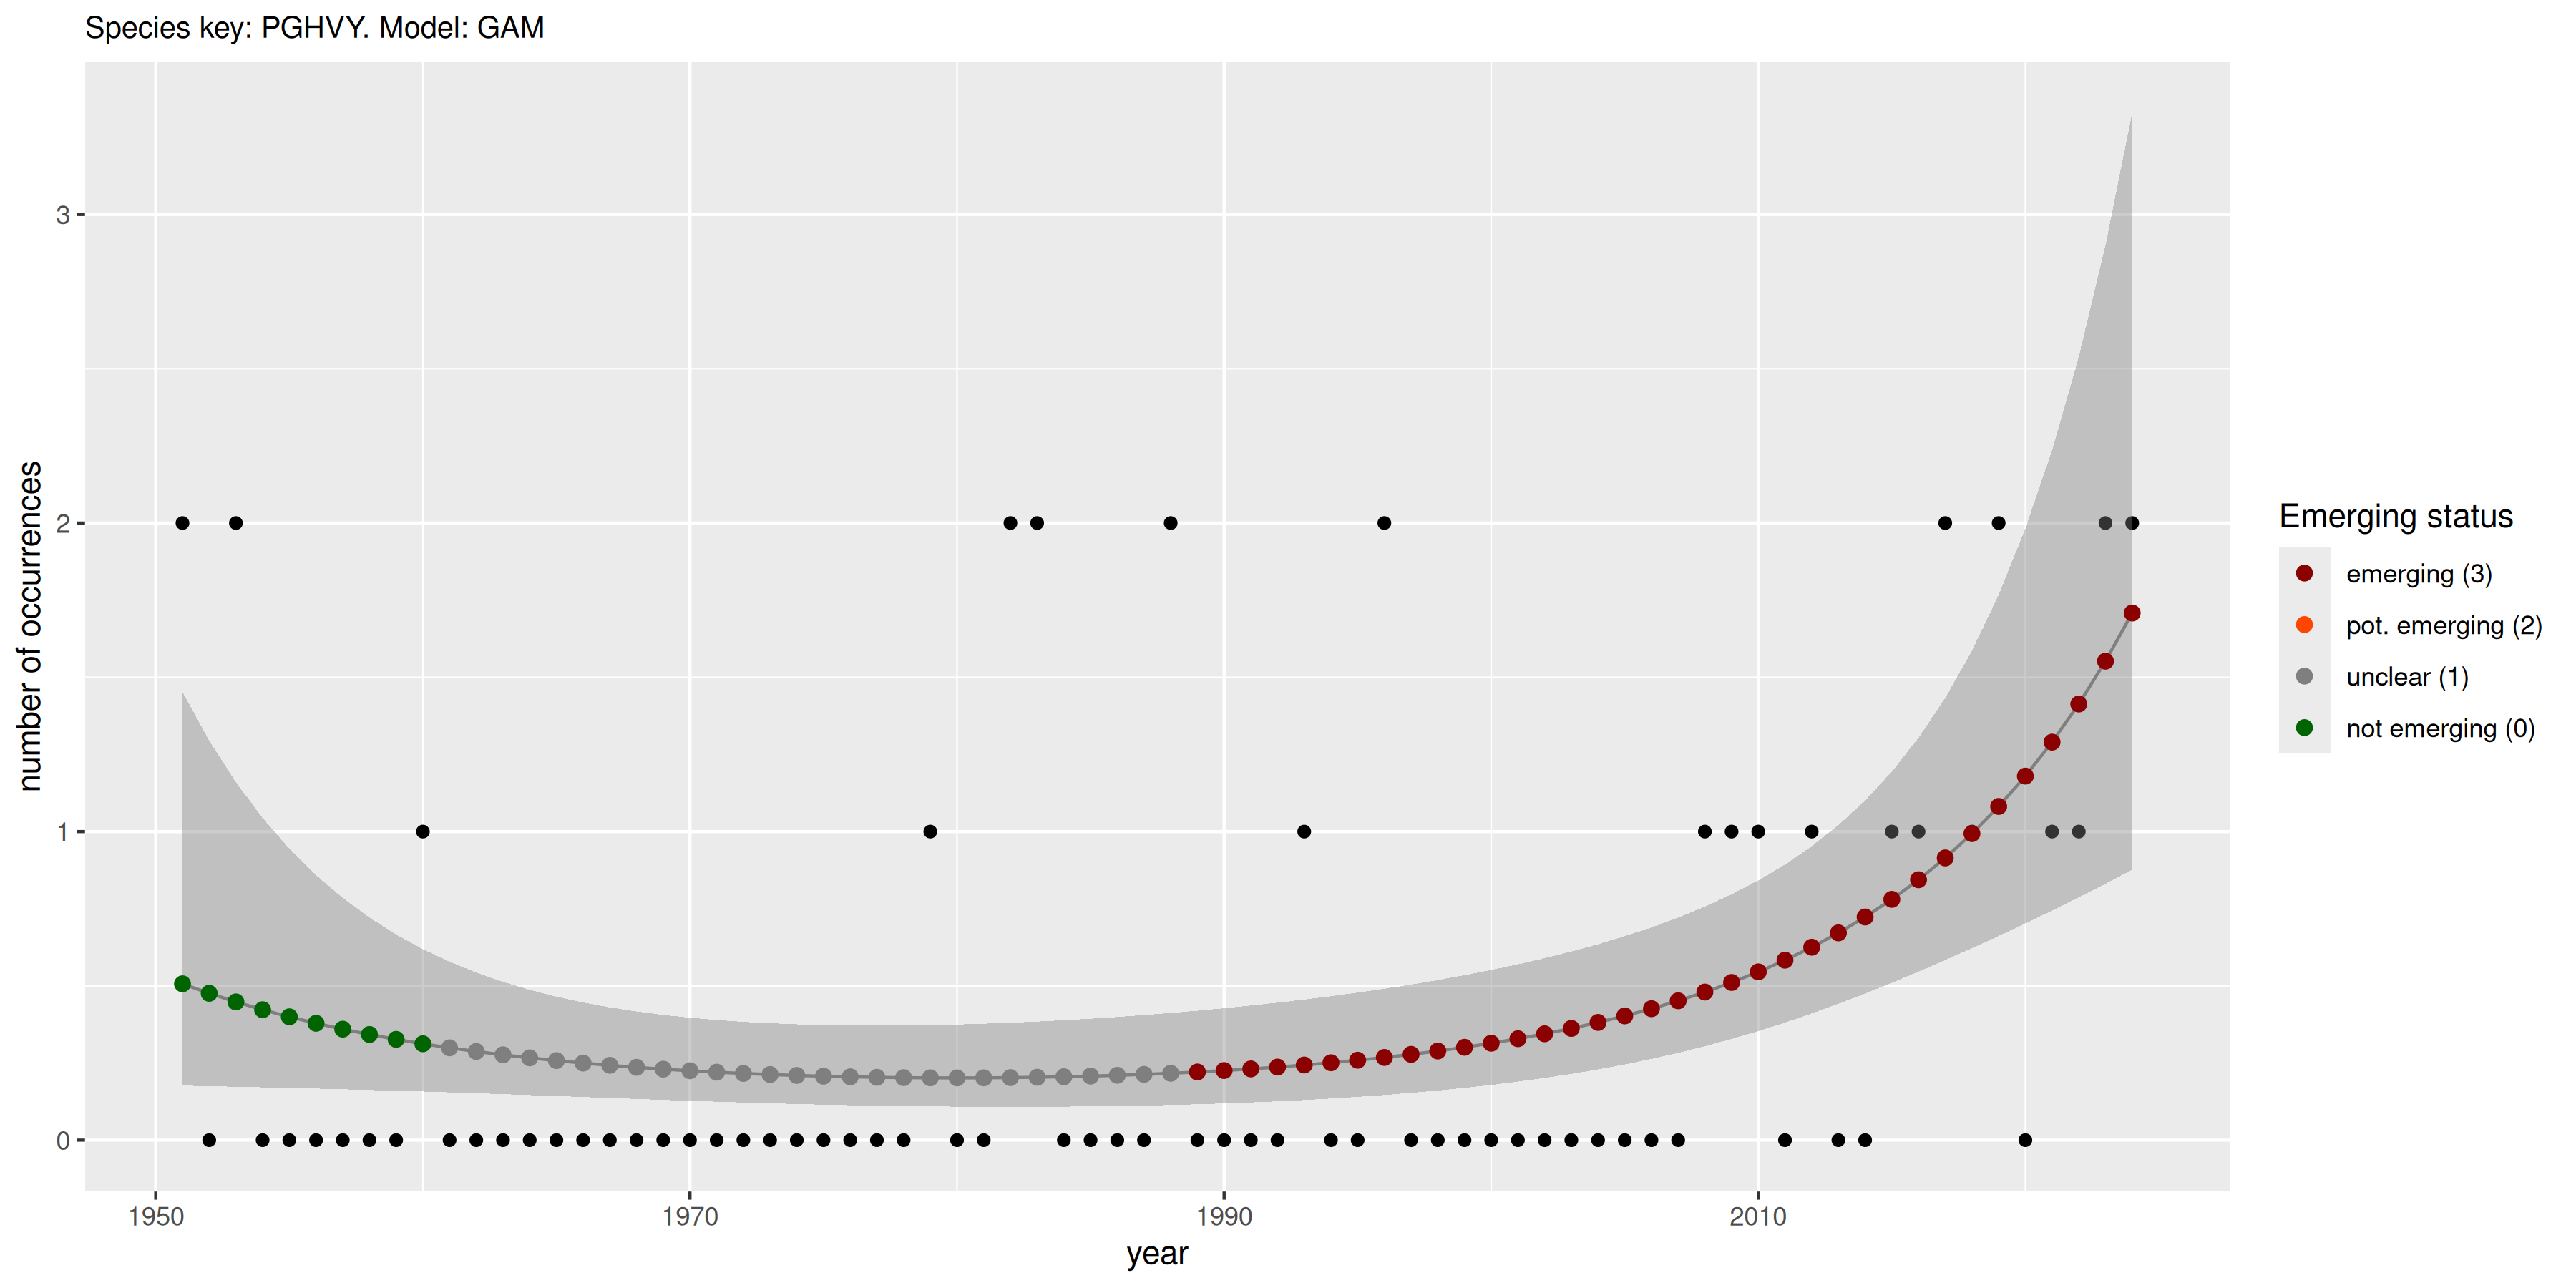 Species key: PGHVY. Model: GAM
3
2
1
0
number of occurrences
1950 1970 1990 2010
year
Emerging status
emerging (3)
pot. emerging (2)
unclear (1)
not emerging (0)